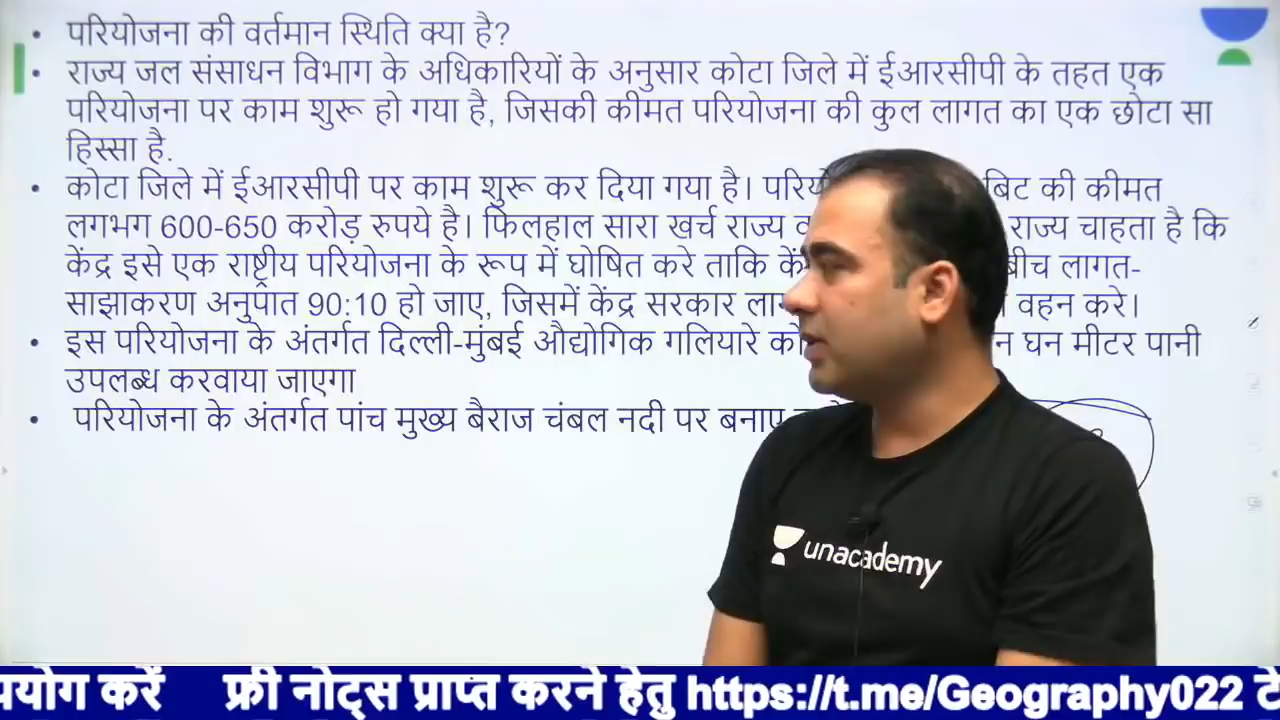 परियोजना की वर्तमान स्थिति क्या है?
राज्य जल संसाधन विभाग के अधिकारियों के अनुसार कोटा जिले में ईआरसीपी के तहत एक
परियोजना पर काम शुरू हो गया है, जिसकी कीमत परियोजना की कुल लागत का एक छोटा सा
हिस्सा है.
कोटा जिले में ईआरसीपी पर काम शुरू कर दिया गया है। की कीमत
लगभग 600-650 करोड़ रुपये है। फिलहाल सारा खर्च राज्य राज्य चाहता है कि
केंद्र इसे एक राष्ट्रीय परियोजना के रूप में घोषित करे ताकि बीच लागत-
साझाकरण अनुपात 90:10 हो जाए, जिसमें केंद्र सरकार वहन करे।
इस परियोजना के अंतर्गत दिल्ली-मुंबई औद्योगिक गलियारे को घन मीटर पानी
उपलब्ध करवाया जाएगा
परियोजना के अंतर्गत पांच मुख्य बैराज चंबल नदी पर बनाए
unacademy
करें फ्री नोट्स प्राप्त करने हेतु https://t.me/Geography022